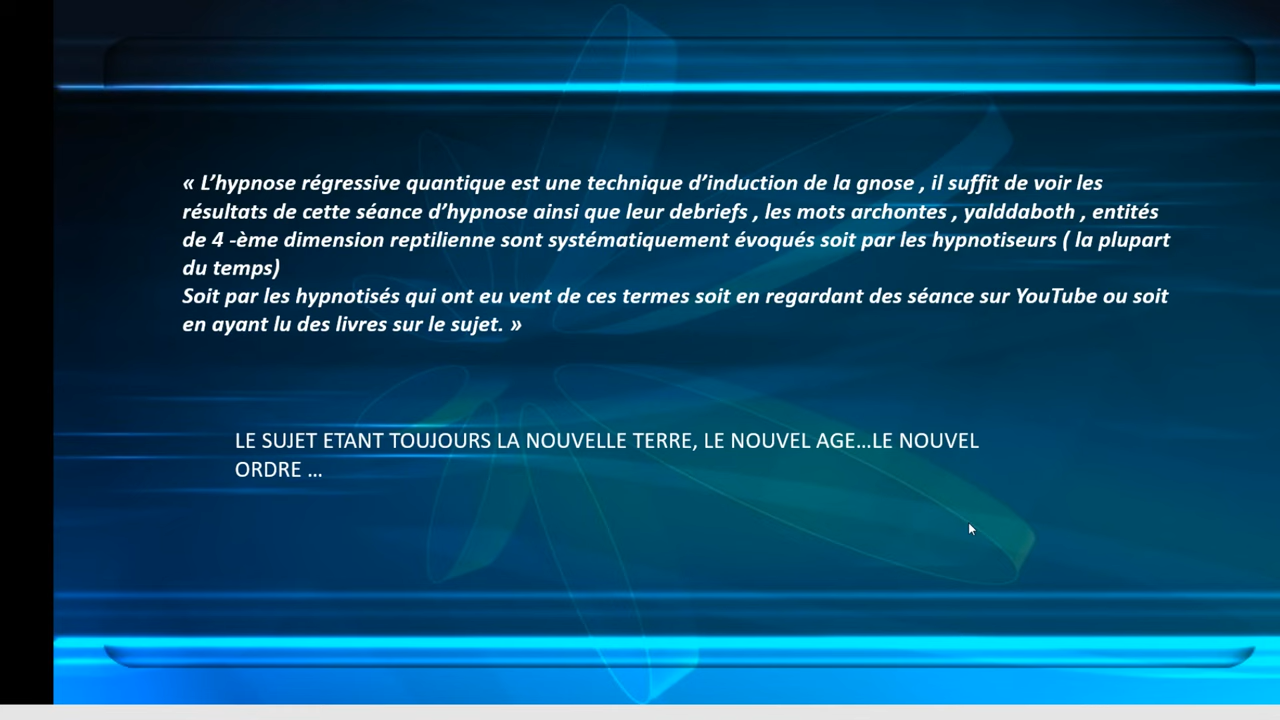 « L’hypnose régressive quantique est une technique d’induction de la gnose , il suffit de voir les
résultats de cette séance d’hypnose ainsi que leur debriefs , les mots archontes , yalddaboth , entités
de 4 -ème dimension reptilienne sont systématiquement évoqués soit par les hypnotiseurs ( la plupart
du temps)
Soit par les hypnotisés qui ont eu vent de ces termes soit en regardant des séance sur YouTube ou soit
en ayant lu des livres sur le sujet. »
LE SUJET ETANT TOUJOURS LA NOUVELLE TERRE, LE NOUVEL AGE...LE NOUVEL
ORDRE ...